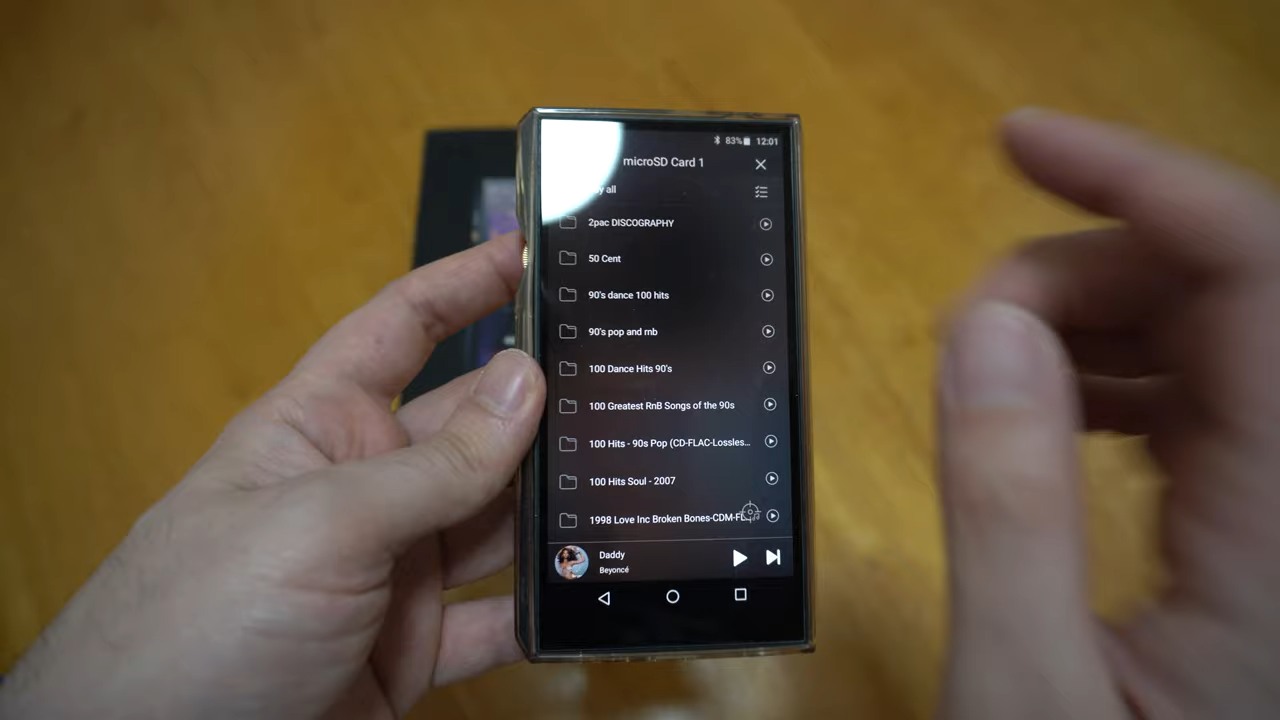 83% 12:01
microSD Card 1
all
2pac DISCOGRAPHY
50 Cent
90's dance 100 hits
90's pop and rnb
100 Dance Hits 90's
100 Greatest RnB Songs of the 90s
100 Hits - 90s Pop (CD-FLAC-Lossles...
100 Hits Soul - 2007
1998 Love Inc Broken Bones-CDM-FL...
Daddy
Beyoncé